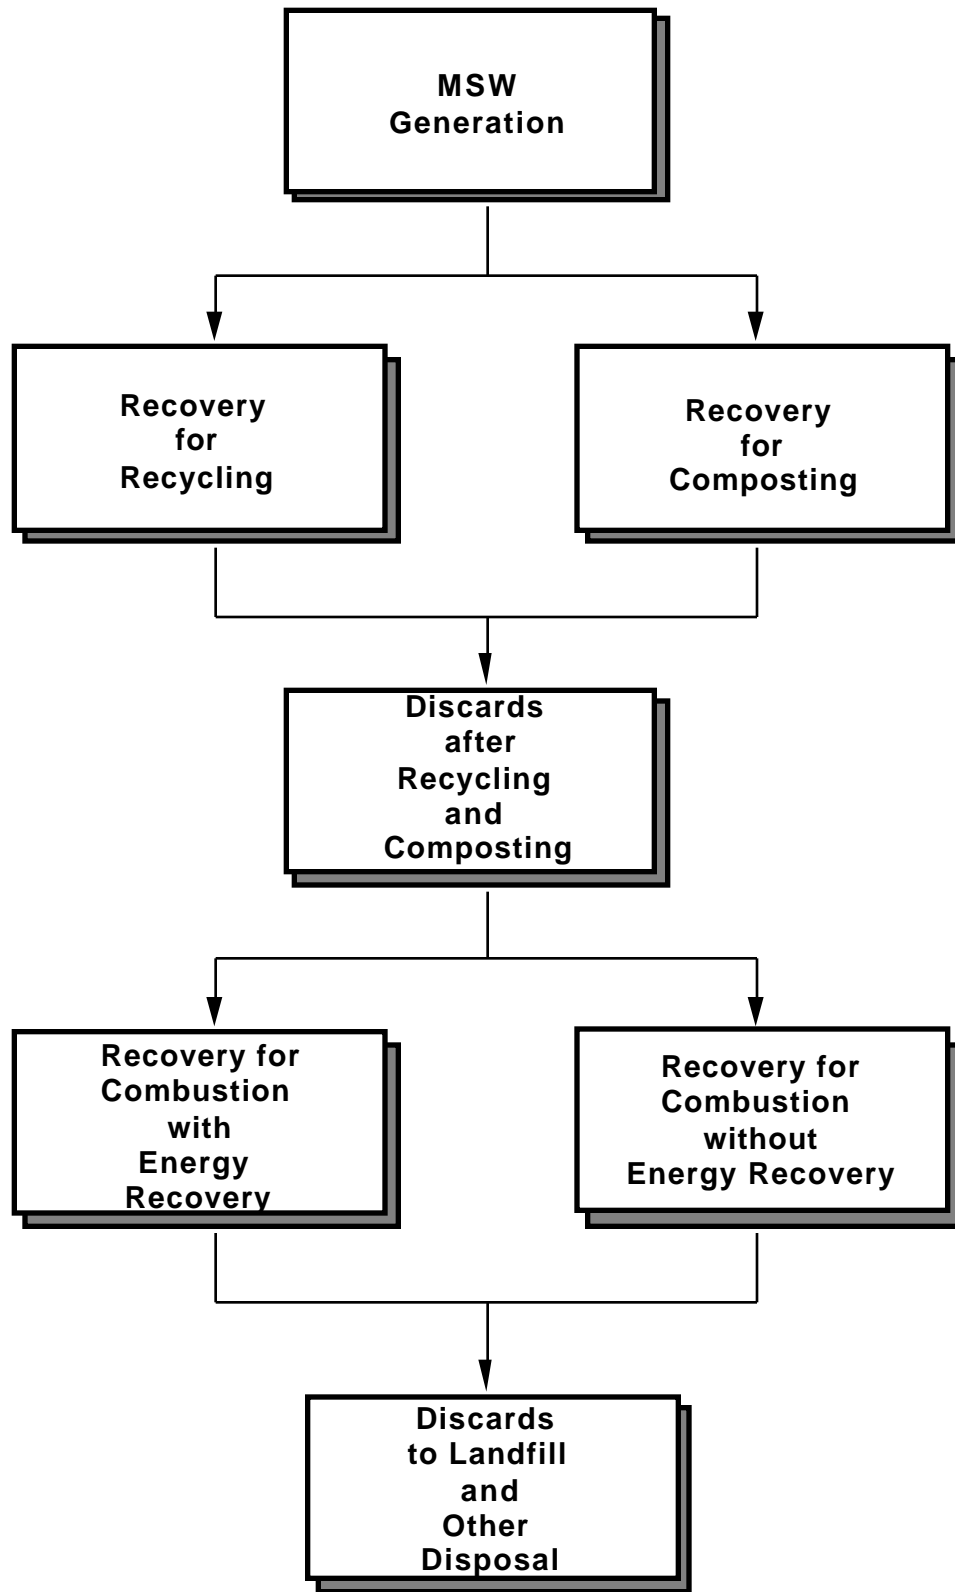 MSW
Generation
Recovery
for
Recycling
Recovery
for
Composting
Discards
after
Recycling
and
Composting
Recovery for
Combustion
with
Energy
Recovery
Recovery for
Combustion
without
Energy Recovery
Discards
to Landfill
and
Other
Disposal